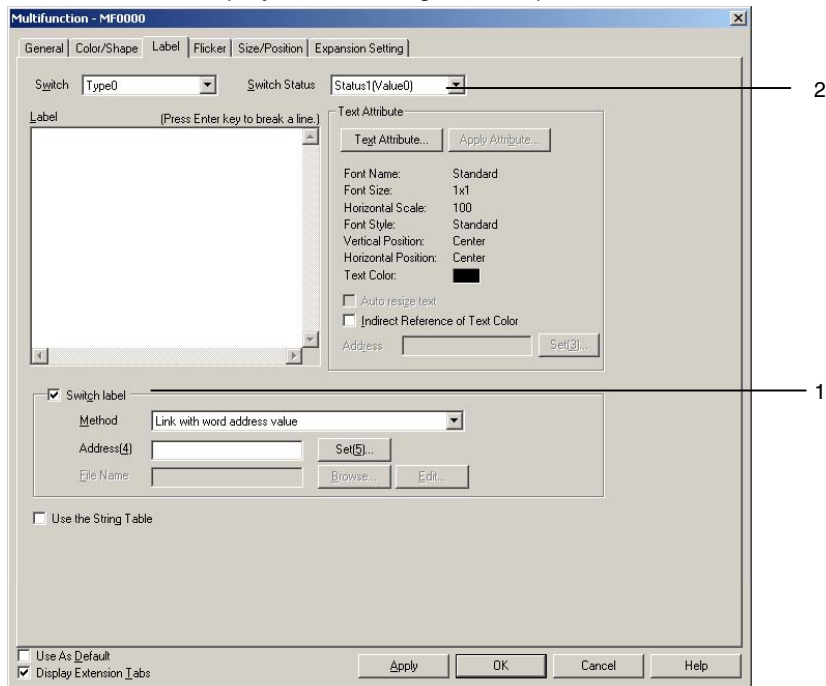 Multifunction - MF0000
General Color/Shape Label Flicker Size/Position Expansion Setting
Switch Type0 Switch Status Status1(Value0)
2
Label (Press Enter key to break a line.)
Text Attribute
Text Attribute... Apply Attribute...
Font Name: Standard
Font Size: 1x1
Horizontal Scale: 100
Font Style: Standard
Vertical Position: Center
Horizontal Position: Center
Text Color:
Auto resize text
Indirect Reference of Text Color
Address Set(3)...
Switch label
1
Method Link with word address value
Address(4) Set(5)...
File Name Browse... Edit...
Use the String Table
Use As Default
Display Extension Tabs
Apply OK Cancel Help